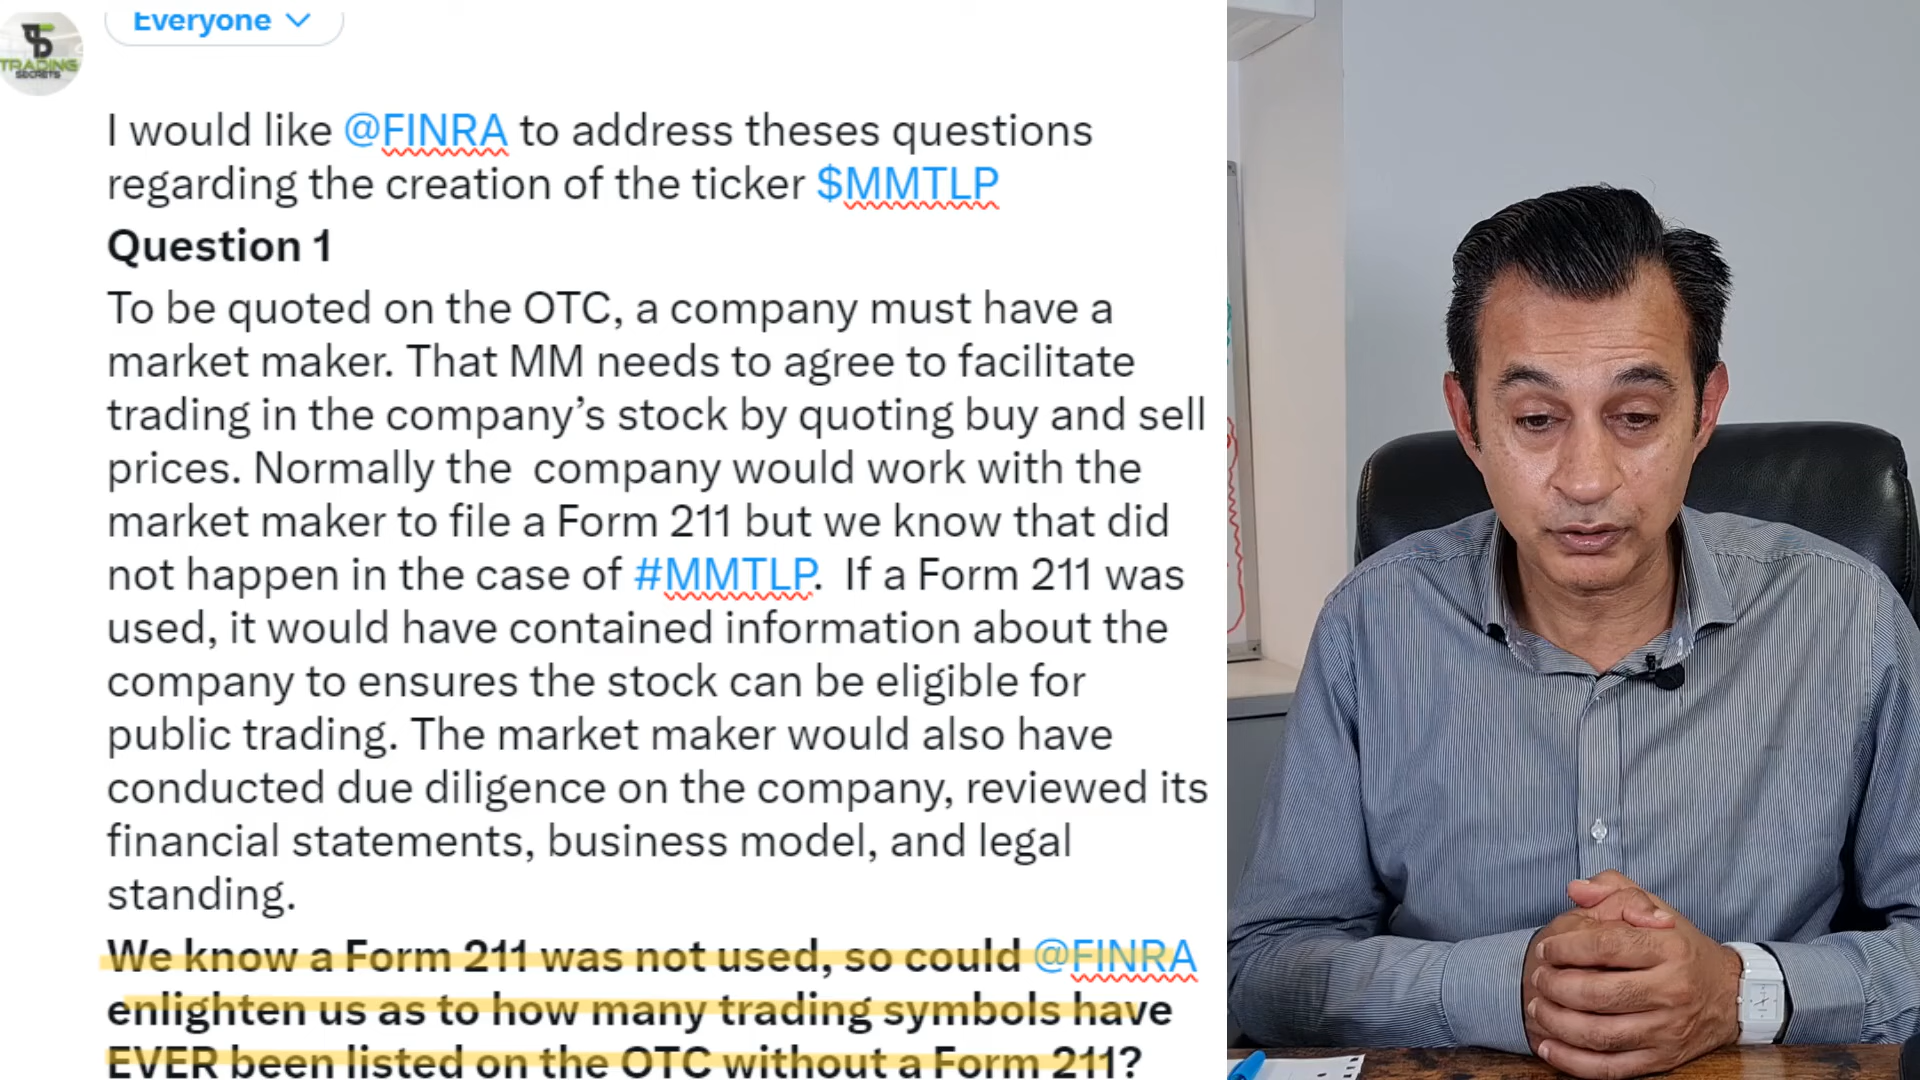 Everyone
TS
TRADING
SECRETS
I would like @FINRA to address theses questions
regarding the creation of the ticker $MMTLP
Question 1
To be quoted on the OTC, a company must have a
market maker. That MM needs to agree to facilitate
trading in the company’s stock by quoting buy and sell
prices. Normally the  company would work with the
market maker to file a Form 211 but we know that did
not happen in the case of #MMTLP.  If a Form 211 was
used, it would have contained information about the
company to ensures the stock can be eligible for
public trading. The market maker would also have
conducted due diligence on the company, reviewed its
financial statements, business model, and legal
standing.
We know a Form 211 was not used, so could @FINRA
enlighten us as to how many trading symbols have
EVER been listed on the OTC without a Form 211?